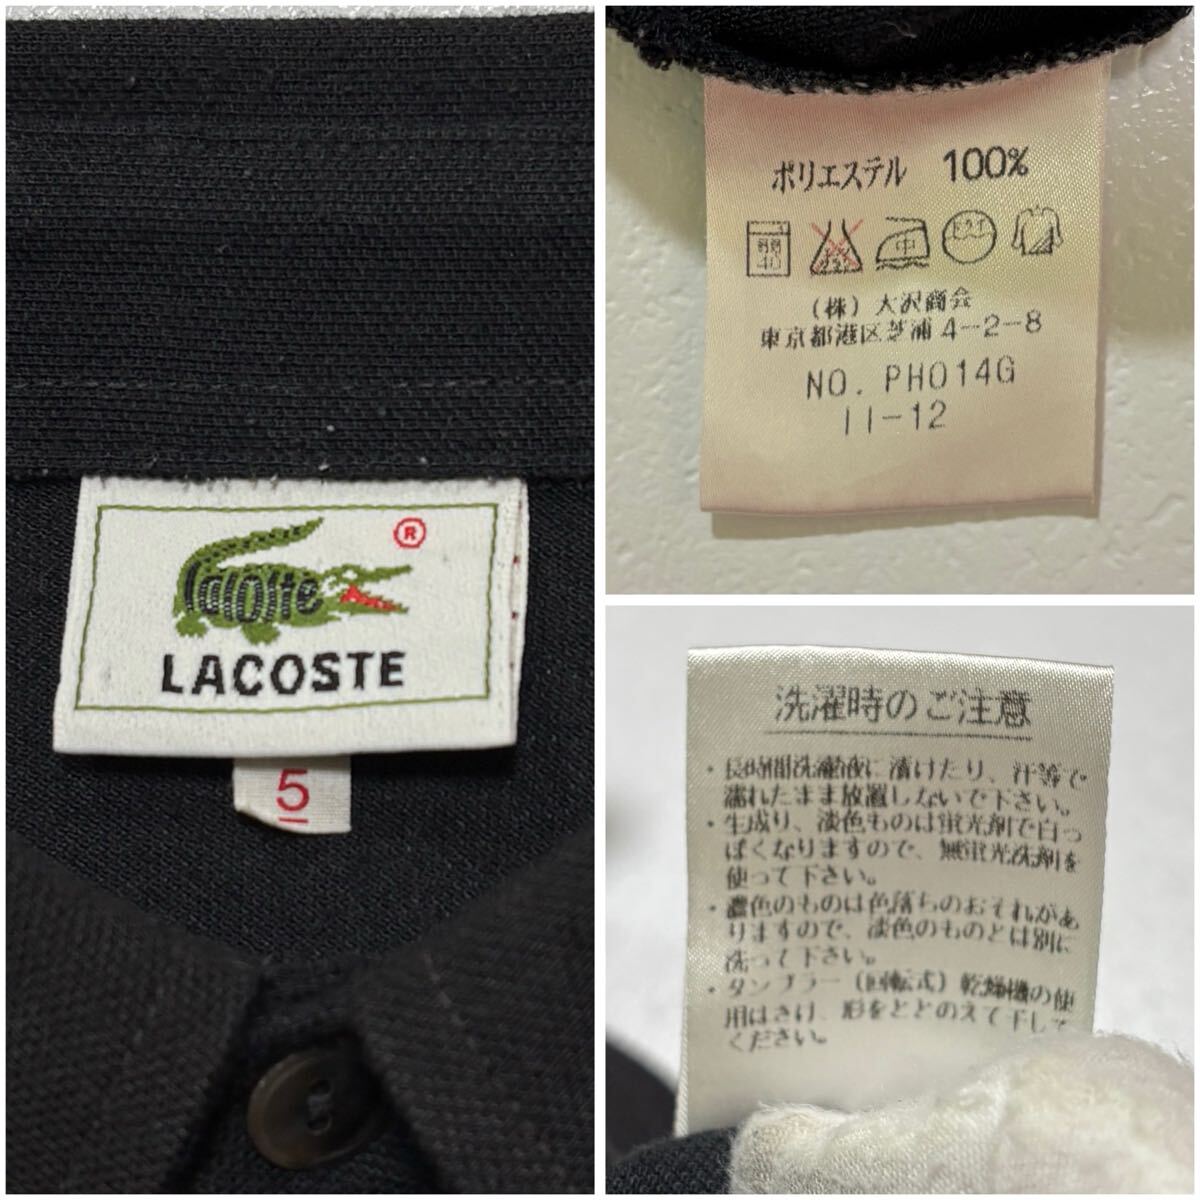 lacoste
®
LACOSTE
5
ポリエステル 100%
40
中
(株) 大沢商会
東京都港区芝浦4-2-8
NO. PH014G
11-12
洗濯時のご注意
・長時間洗濯液に漬けたり、汗等で
濡れたまま放置しないで下さい。
・生成り、淡色ものは蛍光剤で白っ
ぽくなりますので、無蛍光洗剤を
使って下さい。
・濃色のものは色落ちのおそれがあ
りますので、淡色のものとは別に
洗って下さい。
・タンブラー(回転式)乾燥機の使
用はさけ、形をととのえて干して
ください。